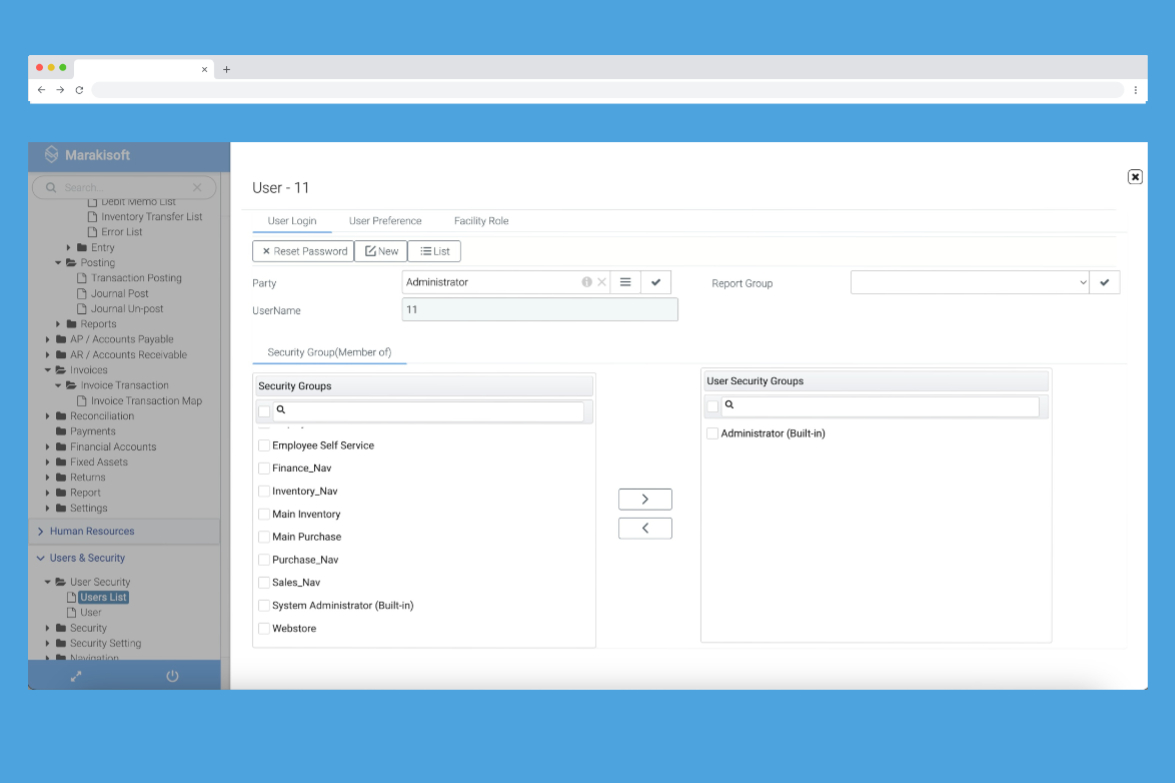 Marakisoft
Search...
Debit Memo List
Inventory Transfer List
Error List
Entry
Posting
Transaction Posting
Journal Post
Journal Un-post
Reports
AP / Accounts Payable
AR / Accounts Receivable
Invoices
Invoice Transaction
Invoice Transaction Map
Reconciliation
Payments
Financial Accounts
Fixed Assets
Returns
Report
Settings
Human Resources
Users & Security
User Security
Users List
User
Security
Security Setting
Navigation
User - 11
User Login User Preference Facility Role
Reset Password New List
Party Administrator Report Group
UserName 11
Security Group(Member of)
Security Groups
Employee Self Service
Finance_Nav
Inventory_Nav
Main Inventory
Main Purchase
Purchase_Nav
Sales_Nav
System Administrator (Built-in)
Webstore
User Security Groups
Administrator (Built-in)